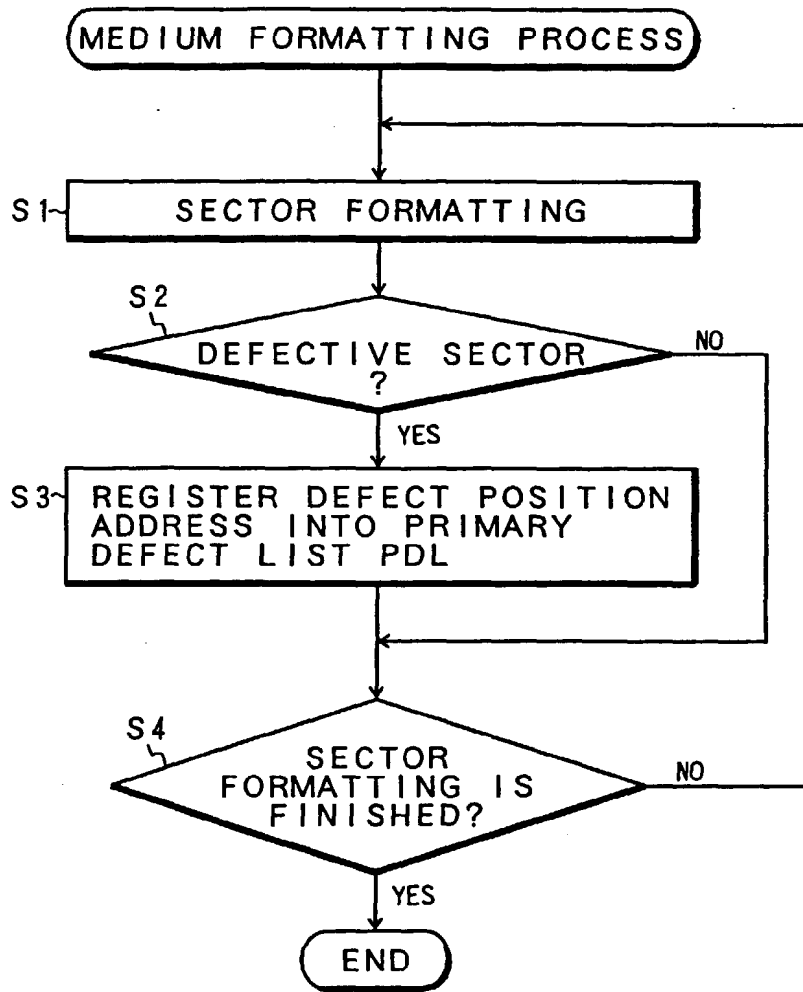 MEDIUM FORMATTING PROCESS
S1
SECTOR FORMATTING
S2
DEFECTIVE SECTOR
?
NO
YES
S3
REGISTER DEFECT POSITION
ADDRESS INTO PRIMARY
DEFECT LIST PDL
S4
SECTOR
FORMATTING IS
FINISHED?
NO
YES
END